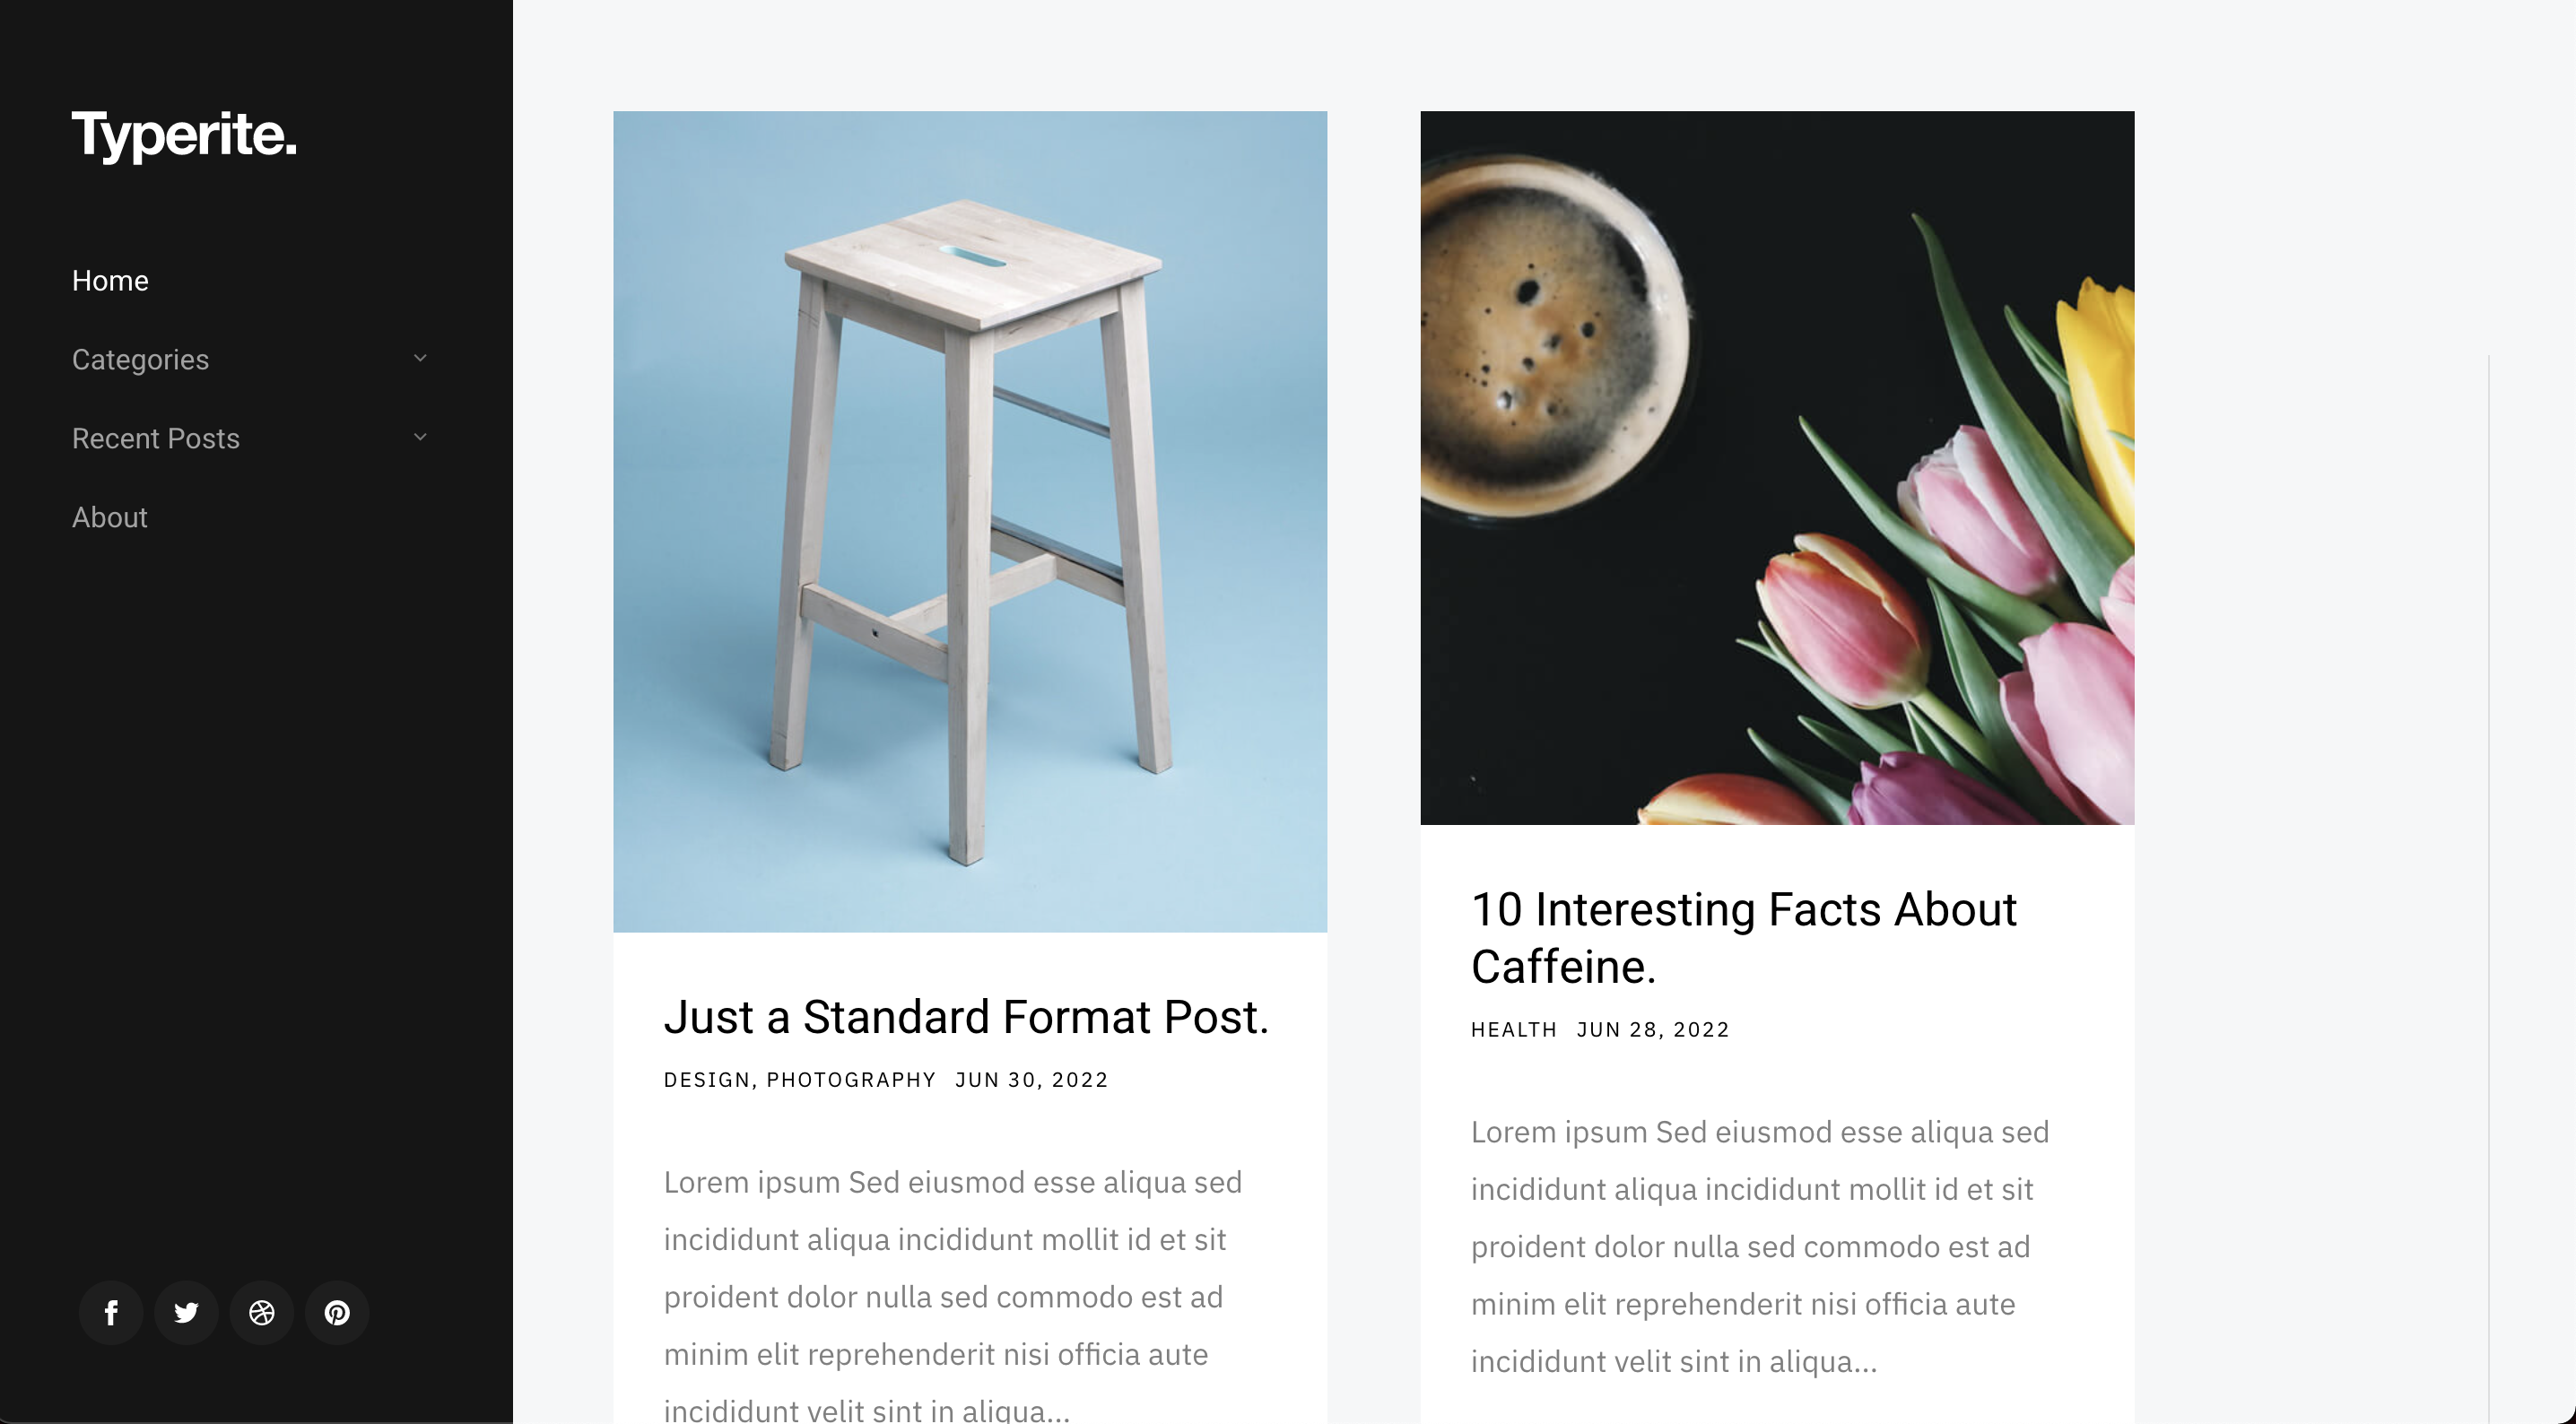 Typerite.
Home
Categories
Recent Posts
About
Just a Standard Format Post.
DESIGN, PHOTOGRAPHY JUN 30, 2022
Lorem ipsum Sed eiusmod esse aliqua sed
incididunt aliqua incididunt mollit id et sit
proident dolor nulla sed commodo est ad
minim elit reprehenderit nisi officia aute
incididunt velit sint in aliqua...
10 Interesting Facts About
Caffeine.
HEALTH JUN 28, 2022
Lorem ipsum Sed eiusmod esse aliqua sed
incididunt aliqua incididunt mollit id et sit
proident dolor nulla sed commodo est ad
minim elit reprehenderit nisi officia aute
incididunt velit sint in aliqua...